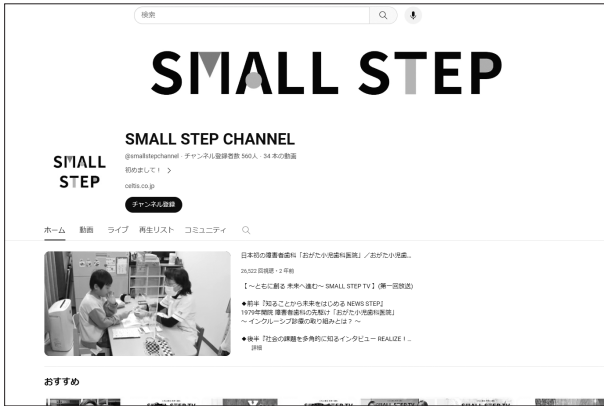 検索
SMALL STEP
SMALL STEP CHANNEL
@smallstepchannel · チャンネル登録者数 560人 · 34 本の動画
初めまして！ >
celtis.co.jp
チャンネル登録
SMALL
STEP
ホーム 動画 ライブ 再生リスト コミュニティ
日本初の障害者歯科「おがた小児歯科医院」／おがた小児歯...
26,522 回視聴・2 年前
【 ～ともに創る 未来へ進む～ SMALL STEP TV 】(第一回放送)
◆前半『知ることから未来をはじめる NEWS STEP』
1979年開院 障害者歯科の先駆け「おがた小児歯科医院」
～ インクルーシブ診療の取り組みとは？ ～
◆後半『社会の課題を多角的に知るインタビュー REALIZE！...
詳細
おすすめ